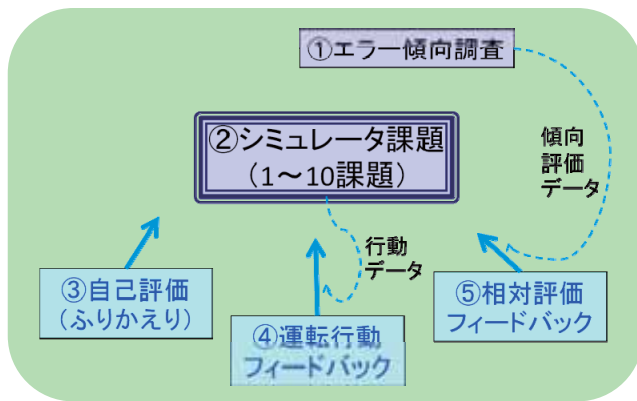 ①エラー傾向調査
②シミュレータ課題
（1～10課題）
傾向
評価
データ
行動
データ
③自己評価
（ふりかえり）
④運転行動
フィードバック
⑤相対評価
フィードバック